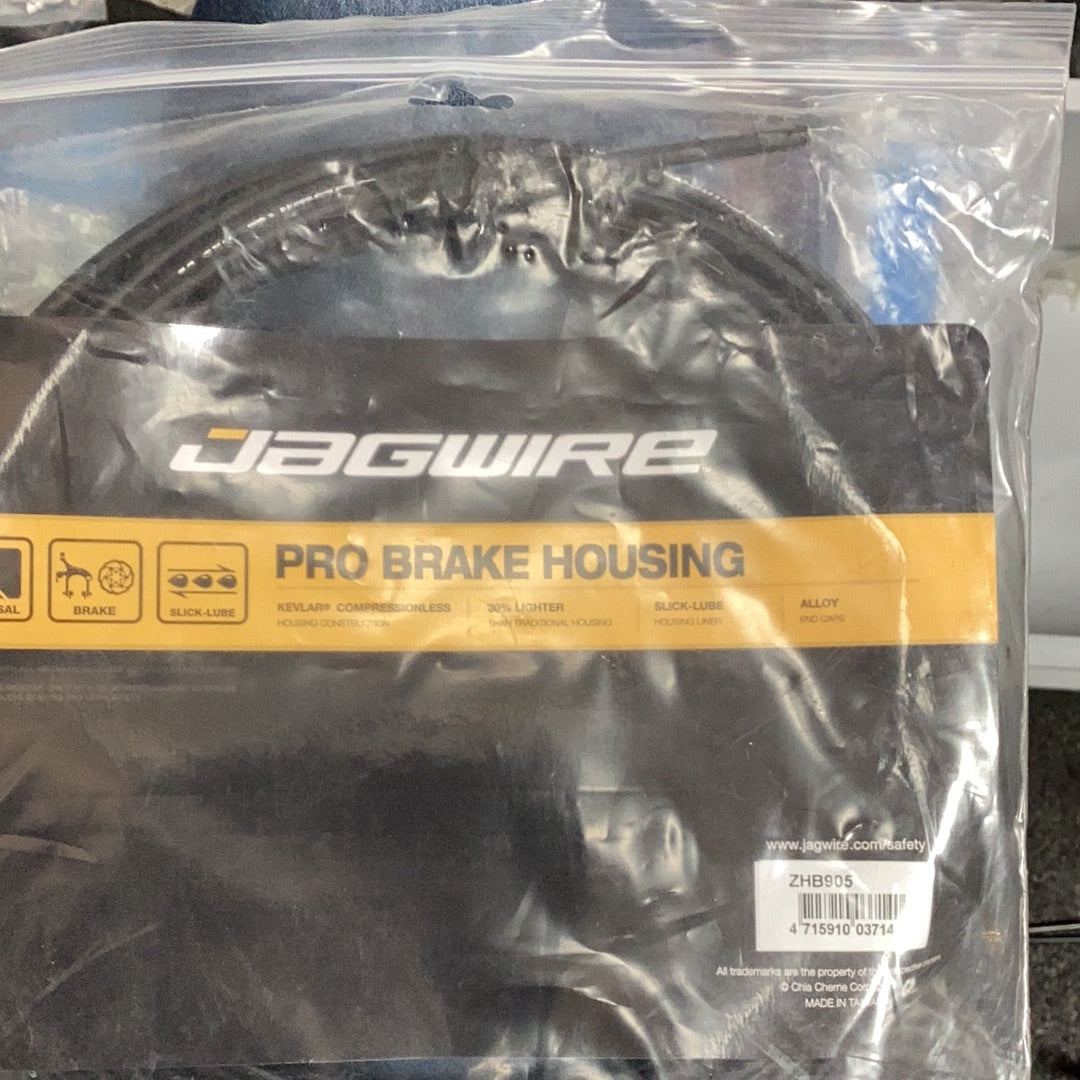 JAGWIRE
SAL
BRAKE
SLICK-LUBE
PRO BRAKE HOUSING
KEVLAR® COMPRESSIONLESS
HOUSING CONSTRUCTION
30% LIGHTER
THAN TRADITIONAL HOUSING
SLICK-LUBE
HOUSING LINER
ALLOY
END CAPS
www.jagwire.com/safety
ZHB905
4 715910 03714
All trademarks are the property of
© Chia Cherne
MADE IN